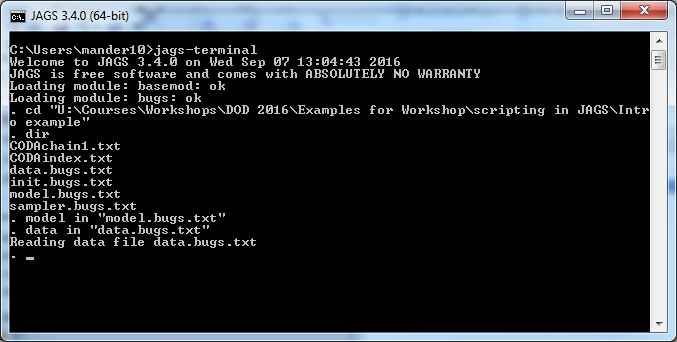 JAGS 3.4.0 (64-bit)
C:\Users\mander10>jags-terminal
Welcome to JAGS 3.4.0 on Wed Sep 07 13:04:43 2016
JAGS is free software and comes with ABSOLUTELY NO WARRANTY
Loading module: basemod: ok
Loading module: bugs: ok
. cd "U:\Courses\Workshops\DOD 2016\Examples for Workshop\scripting in JAGS\Intr
o example"
. dir
CODAchain1.txt
CODAindex.txt
data.bugs.txt
init.bugs.txt
model.bugs.txt
sampler.bugs.txt
. model in "model.bugs.txt"
. data in "data.bugs.txt"
Reading data file data.bugs.txt
. _